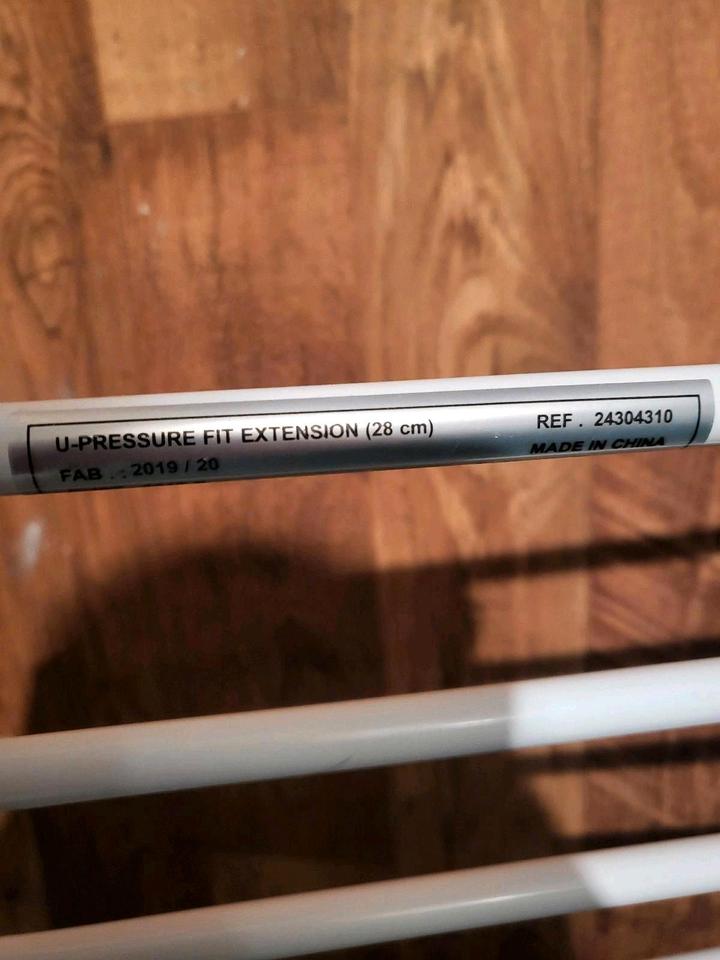 U-PRESSURE FIT EXTENSION (28 cm)
REF . 24304310
FAB . : 2019 / 20
MADE IN CHINA